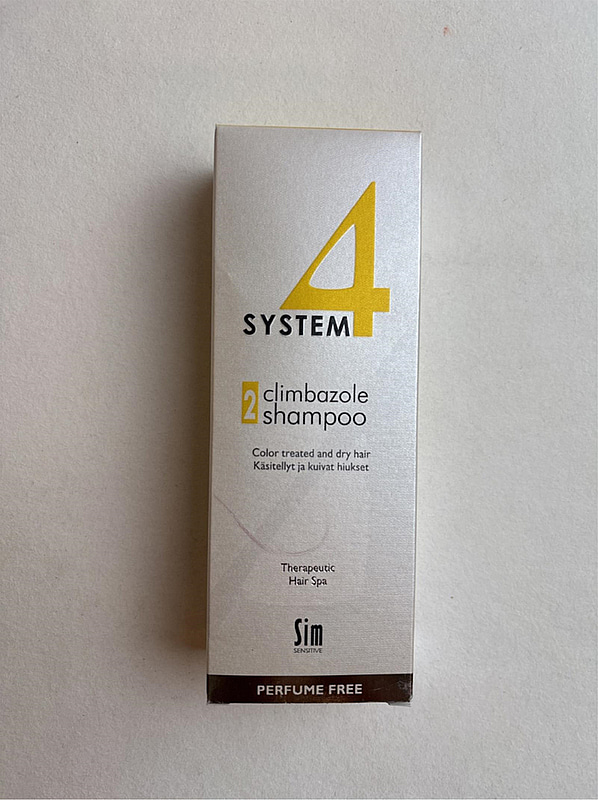 4
SYSTEM
2 climbazole
shampoo
Color treated and dry hair
Käsitellyt ja kuivat hiukset
Therapeutic
Hair Spa
Sim
SENSITIVE
PERFUME FREE